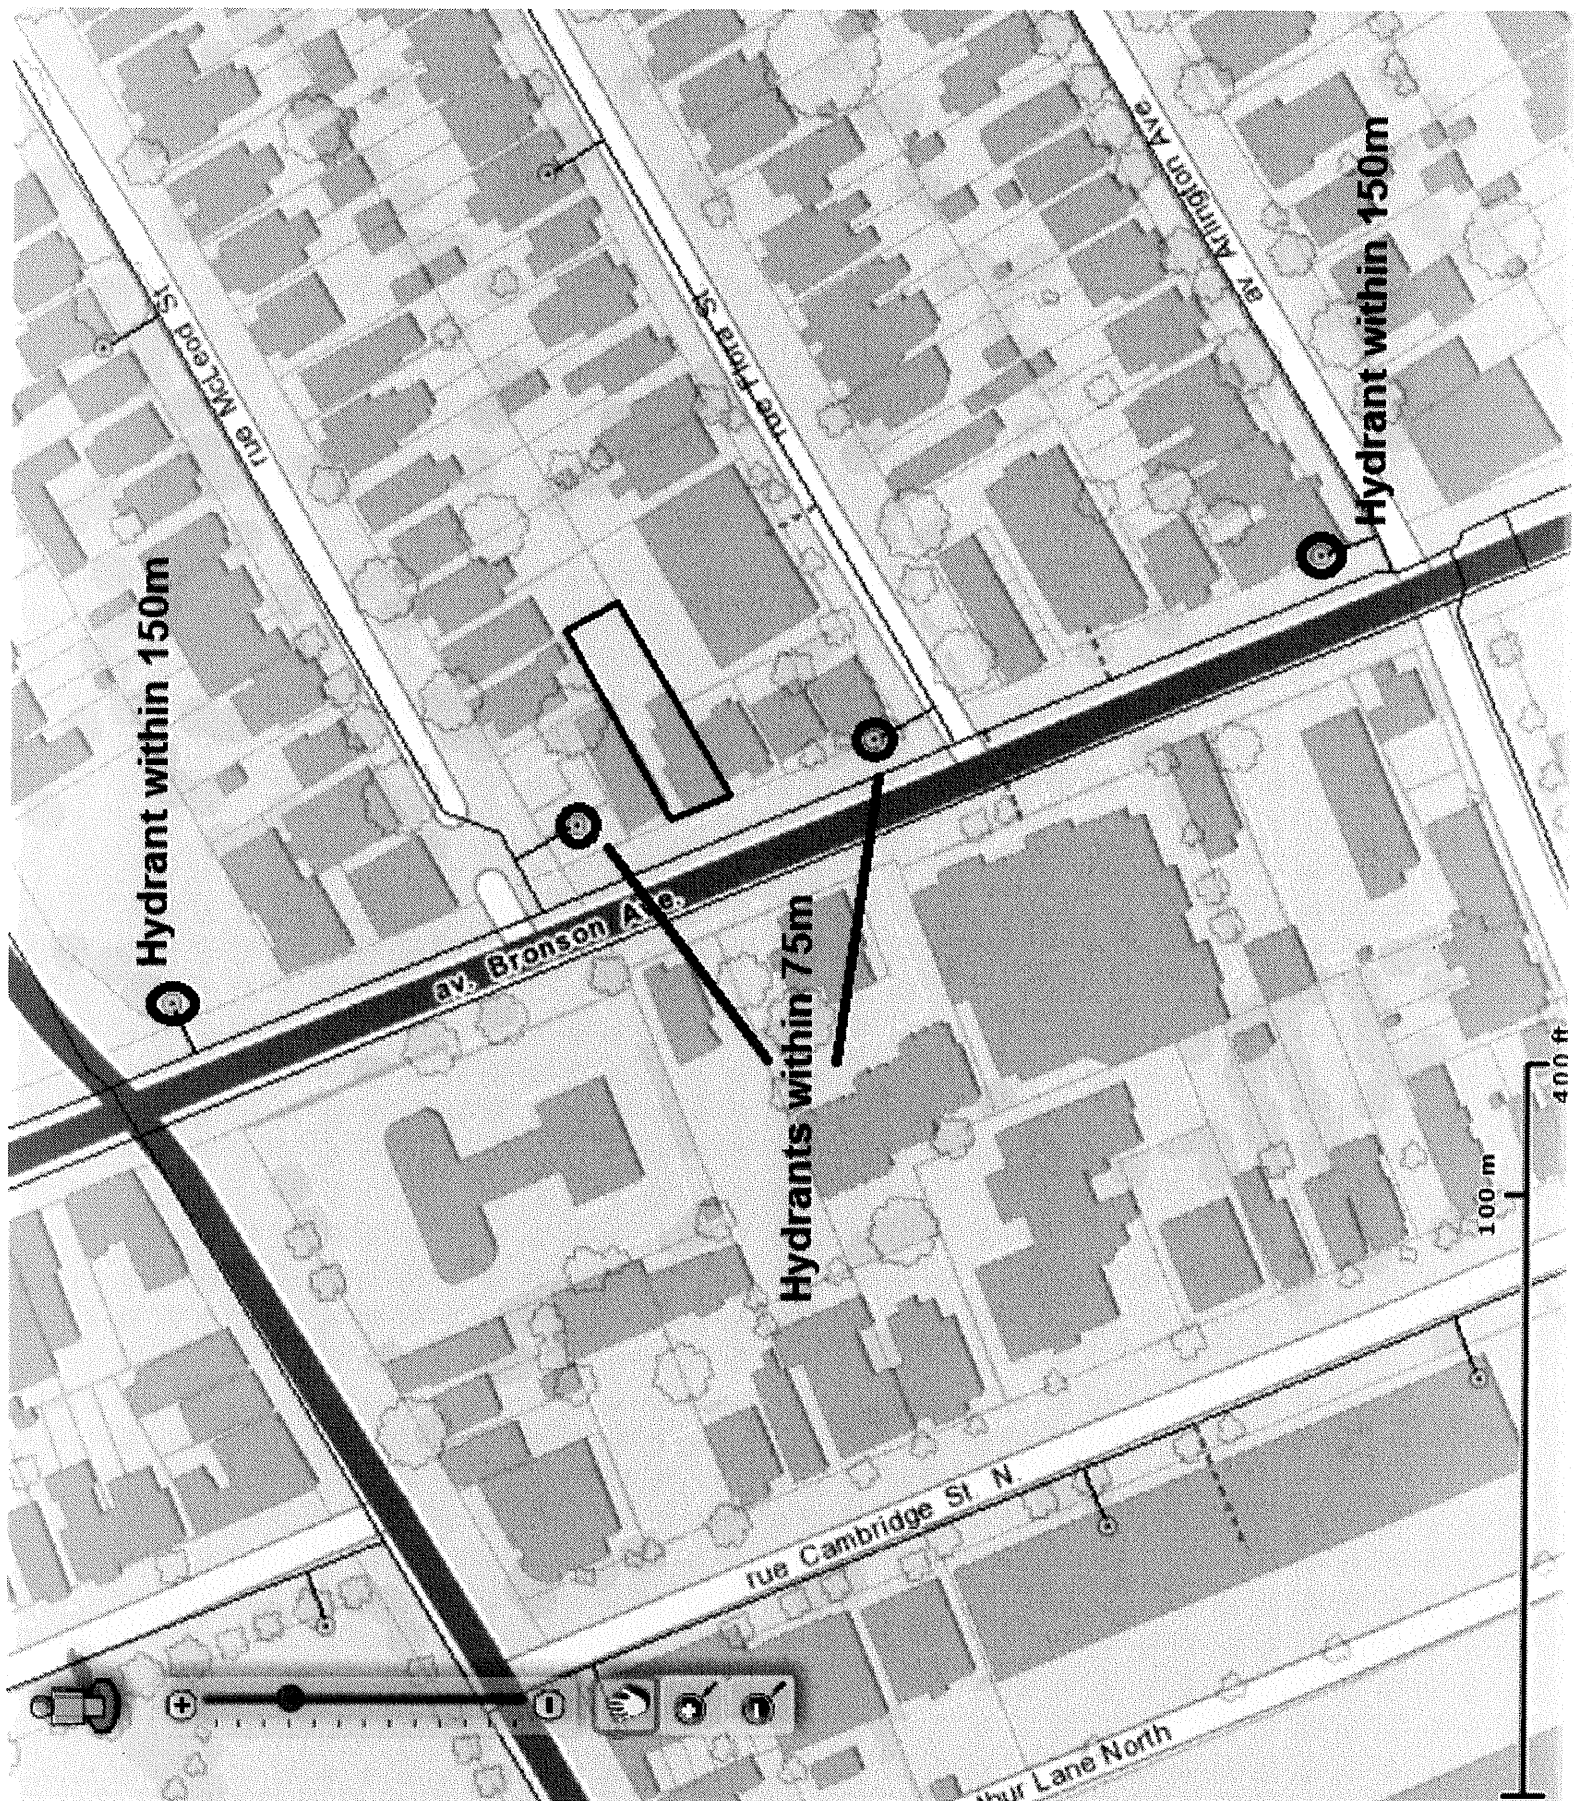 Hydrant within 150m
Hydrant within 150m
Hydrants within 75m
rue McLeod St
rue Flora St
av Arlington Ave
av. Bronson Ave.
rue Cambridge St N.
Lane North
100 m
400 ft